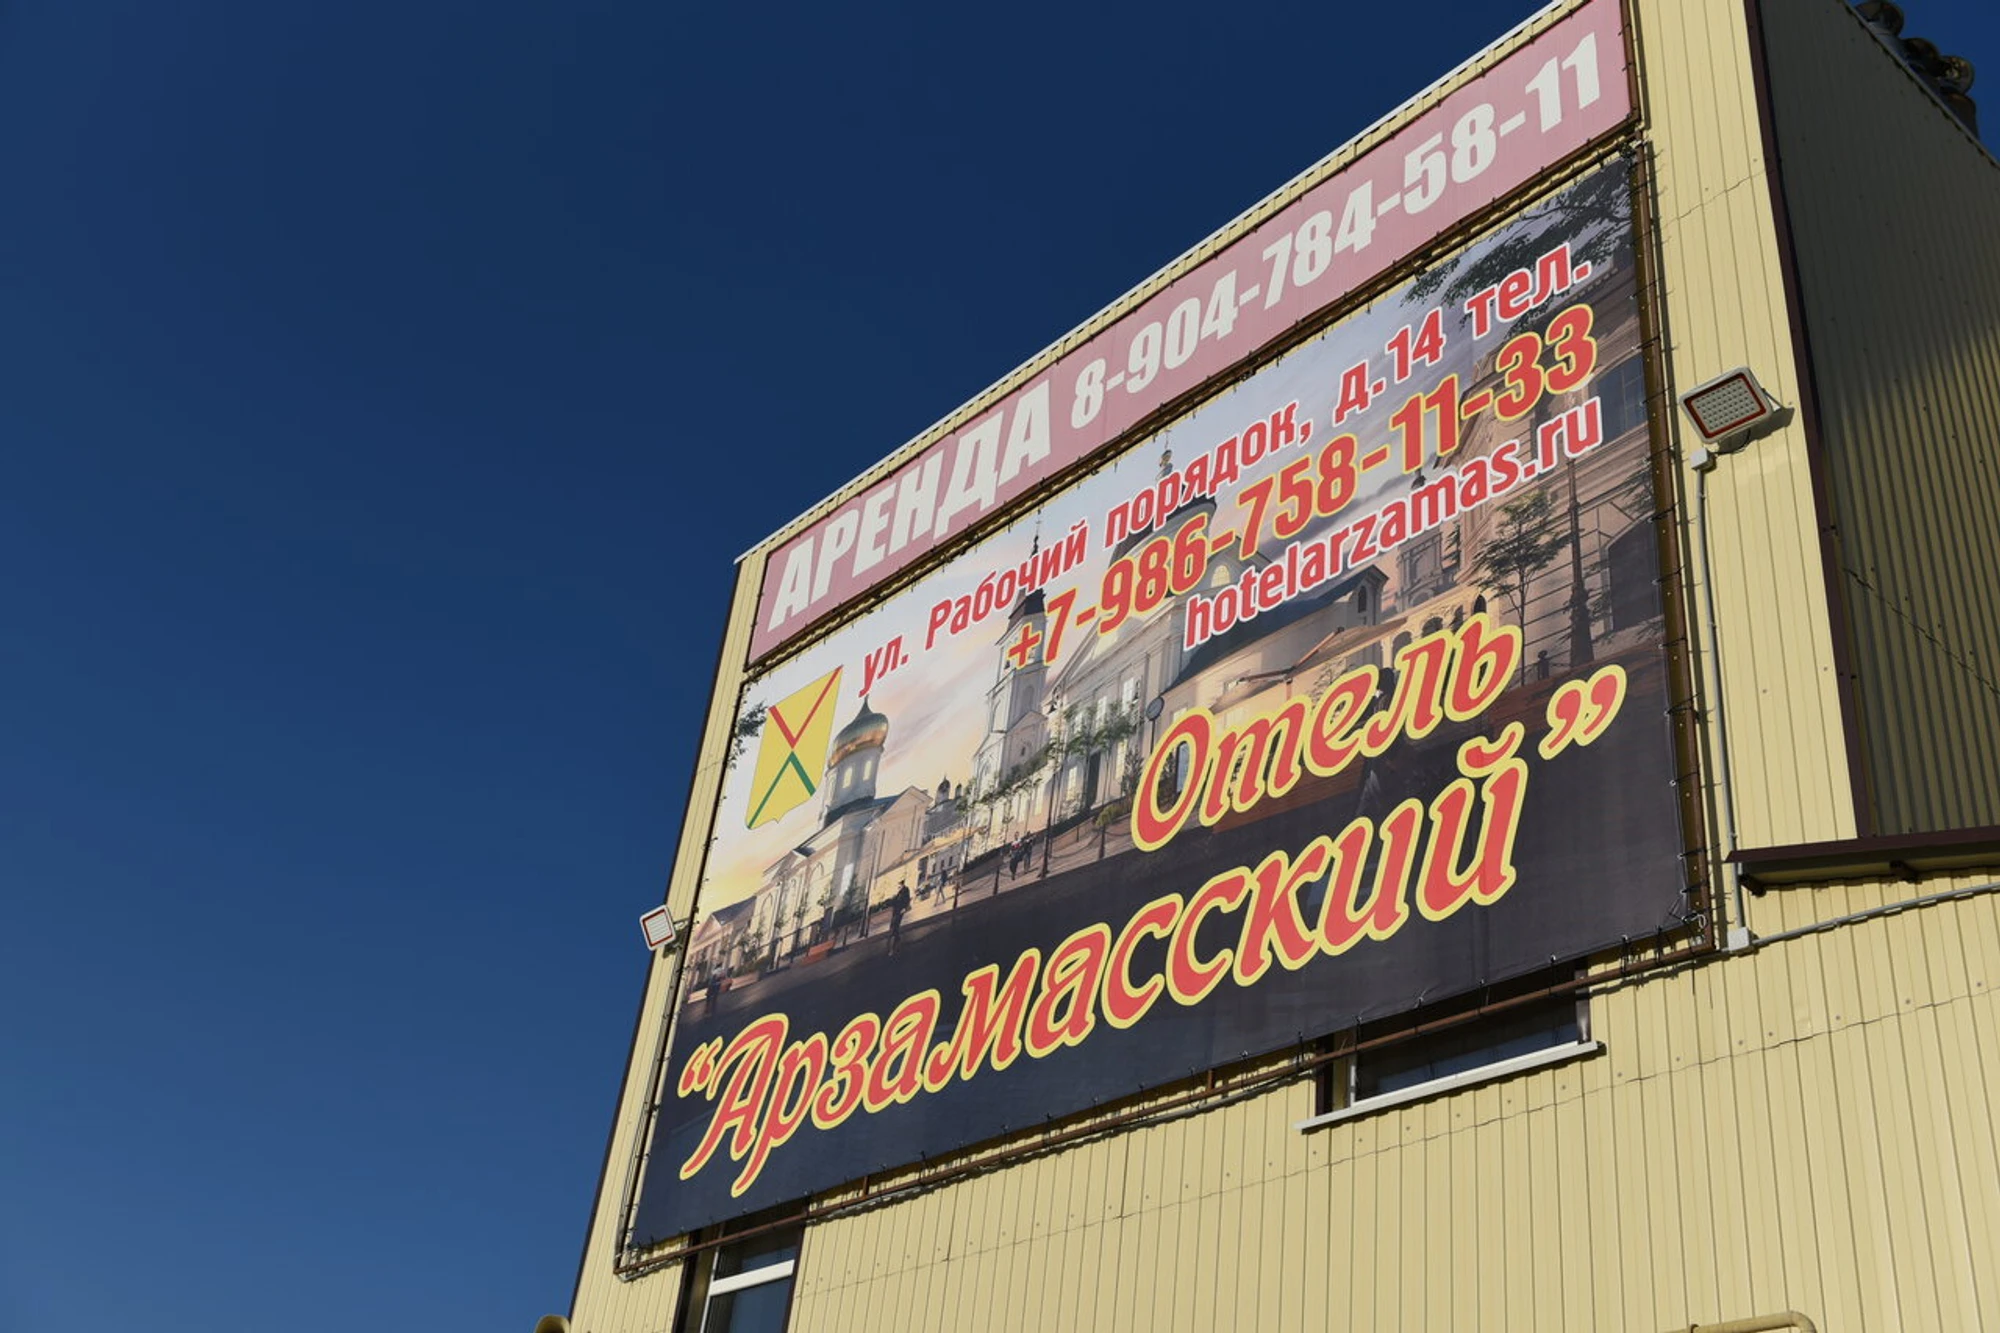 АРЕНДА 8-904-784-58-11
ул. Рабочий порядок, д.14 тел.
+7-986-758-11-33
hotelarzamas.ru
Отель
“Арзамасский”